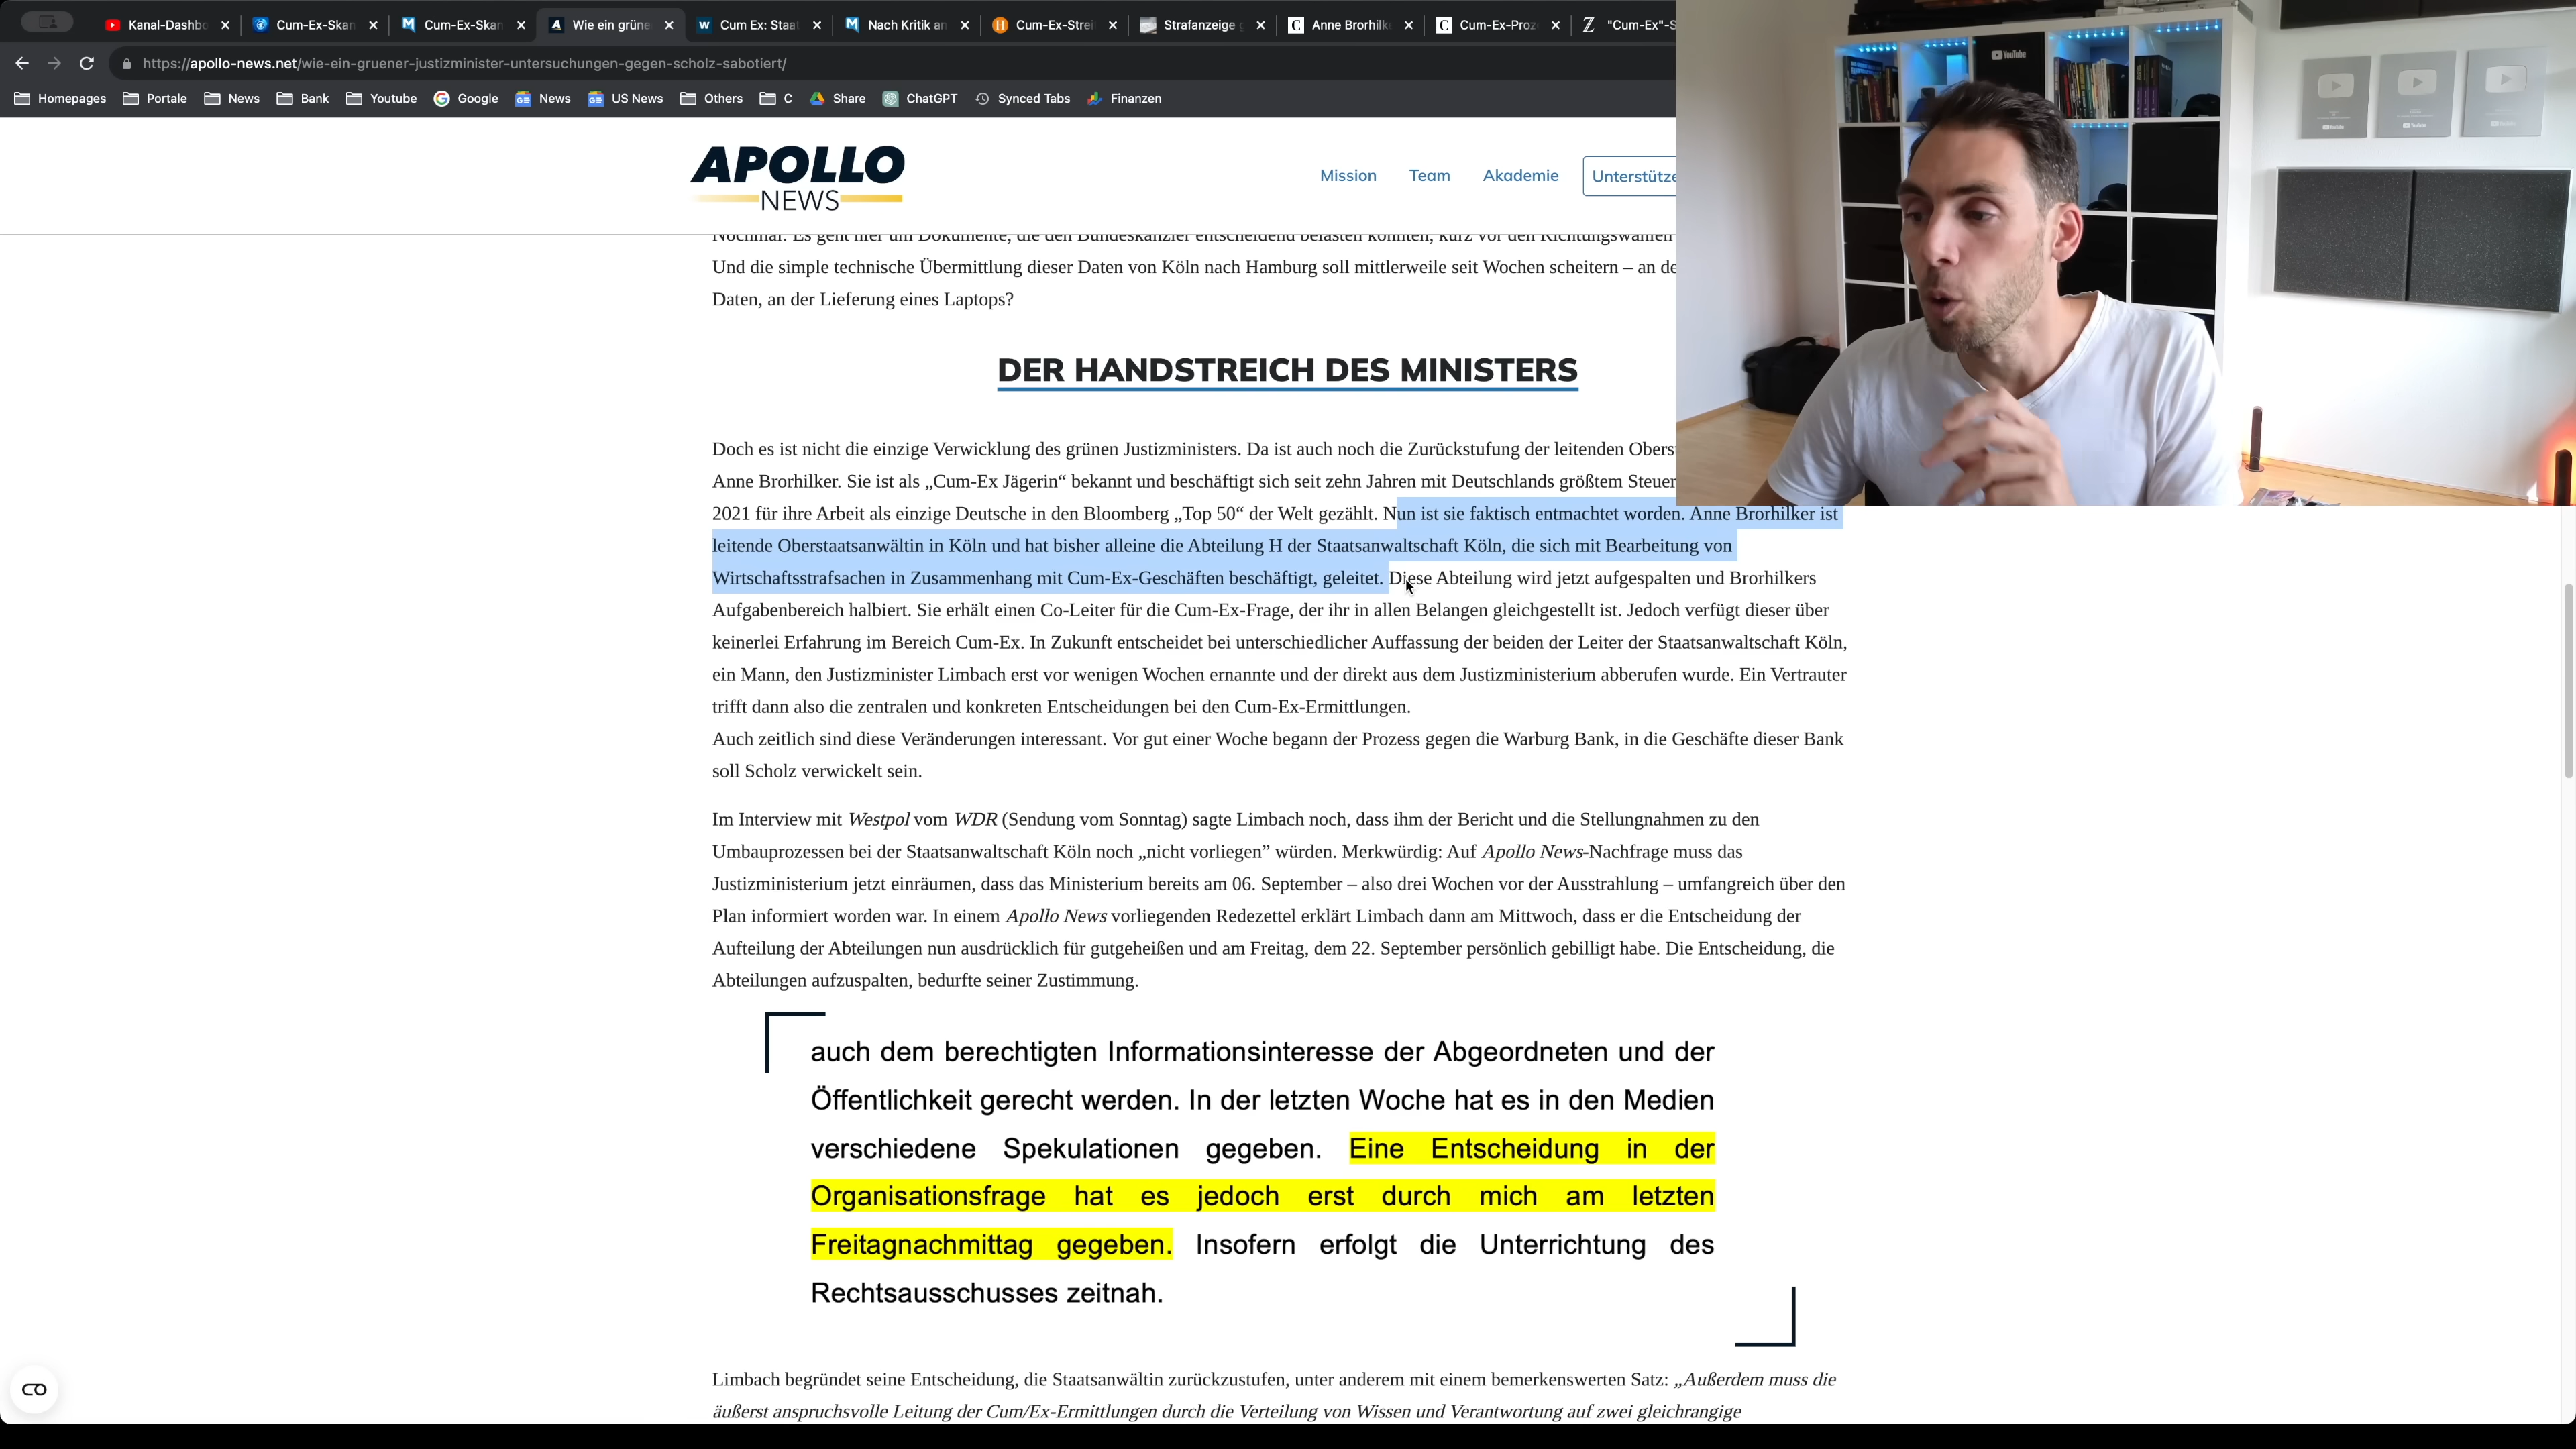 Kanal-Dashbo
Cum-Ex-Skan
Cum-Ex-Skan
Wie ein grüne
Cum Ex: Staat
Nach Kritik an
Cum-Ex-Strei
Strafanzeige g
Anne Brorhilke
Cum-Ex-Proz
"Cum-Ex"-S
https://apollo-news.net/wie-ein-gruener-justizminister-untersuchungen-gegen-scholz-sabotiert/
Homepages Portale News Bank Youtube Google News US News Others C Share ChatGPT Synced Tabs Finanzen
APOLLO
NEWS
Mission Team Akademie Unterstütze
YouTube
Nochmal: Es geht hier um Dokumente, die den Bundeskanzler entscheidend belasten könnten, kurz vor den Richtungswahlen
Und die simple technische Übermittlung dieser Daten von Köln nach Hamburg soll mittlerweile seit Wochen scheitern – an de
Daten, an der Lieferung eines Laptops?
DER HANDSTREICH DES MINISTERS
Doch es ist nicht die einzige Verwicklung des grünen Justizministers. Da ist auch noch die Zurückstufung der leitenden Oberst
Anne Brorhilker. Sie ist als „Cum-Ex Jägerin“ bekannt und beschäftigt sich seit zehn Jahren mit Deutschlands größtem Steuer
2021 für ihre Arbeit als einzige Deutsche in den Bloomberg „Top 50“ der Welt gezählt. Nun ist sie faktisch entmachtet worden. Anne Brorhilker ist
leitende Oberstaatsanwältin in Köln und hat bisher alleine die Abteilung H der Staatsanwaltschaft Köln, die sich mit Bearbeitung von
Wirtschaftsstrafsachen in Zusammenhang mit Cum-Ex-Geschäften beschäftigt, geleitet. Diese Abteilung wird jetzt aufgespalten und Brorhilkers
Aufgabenbereich halbiert. Sie erhält einen Co-Leiter für die Cum-Ex-Frage, der ihr in allen Belangen gleichgestellt ist. Jedoch verfügt dieser über
keinerlei Erfahrung im Bereich Cum-Ex. In Zukunft entscheidet bei unterschiedlicher Auffassung der beiden der Leiter der Staatsanwaltschaft Köln,
ein Mann, den Justizminister Limbach erst vor wenigen Wochen ernannte und der direkt aus dem Justizministerium abberufen wurde. Ein Vertrauter
trifft dann also die zentralen und konkreten Entscheidungen bei den Cum-Ex-Ermittlungen.
Auch zeitlich sind diese Veränderungen interessant. Vor gut einer Woche begann der Prozess gegen die Warburg Bank, in die Geschäfte dieser Bank
soll Scholz verwickelt sein.
Im Interview mit Westpol vom WDR (Sendung vom Sonntag) sagte Limbach noch, dass ihm der Bericht und die Stellungnahmen zu den
Umbauprozessen bei der Staatsanwaltschaft Köln noch „nicht vorliegen” würden. Merkwürdig: Auf Apollo News-Nachfrage muss das
Justizministerium jetzt einräumen, dass das Ministerium bereits am 06. September – also drei Wochen vor der Ausstrahlung – umfangreich über den
Plan informiert worden war. In einem Apollo News vorliegenden Redezettel erklärt Limbach dann am Mittwoch, dass er die Entscheidung der
Aufteilung der Abteilungen nun ausdrücklich für gutgeheißen und am Freitag, dem 22. September persönlich gebilligt habe. Die Entscheidung, die
Abteilungen aufzuspalten, bedurfte seiner Zustimmung.
auch dem berechtigten Informationsinteresse der Abgeordneten und der
Öffentlichkeit gerecht werden. In der letzten Woche hat es in den Medien
verschiedene Spekulationen gegeben. Eine Entscheidung in der
Organisationsfrage hat es jedoch erst durch mich am letzten
Freitagnachmittag gegeben. Insofern erfolgt die Unterrichtung des
Rechtsausschusses zeitnah.
Limbach begründet seine Entscheidung, die Staatsanwältin zurückzustufen, unter anderem mit einem bemerkenswerten Satz: „Außerdem muss die
äußerst anspruchsvolle Leitung der Cum/Ex-Ermittlungen durch die Verteilung von Wissen und Verantwortung auf zwei gleichrangige